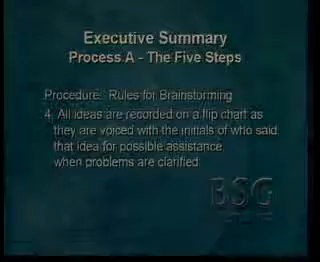 Executive Summary
Process A - The Five Steps
Procedure: Rules for Brainstorming
4. All ideas are recorded on a flip chart as
they are voiced with the initials of who said
that idea for possible assistance
when problems are clarified
BSG